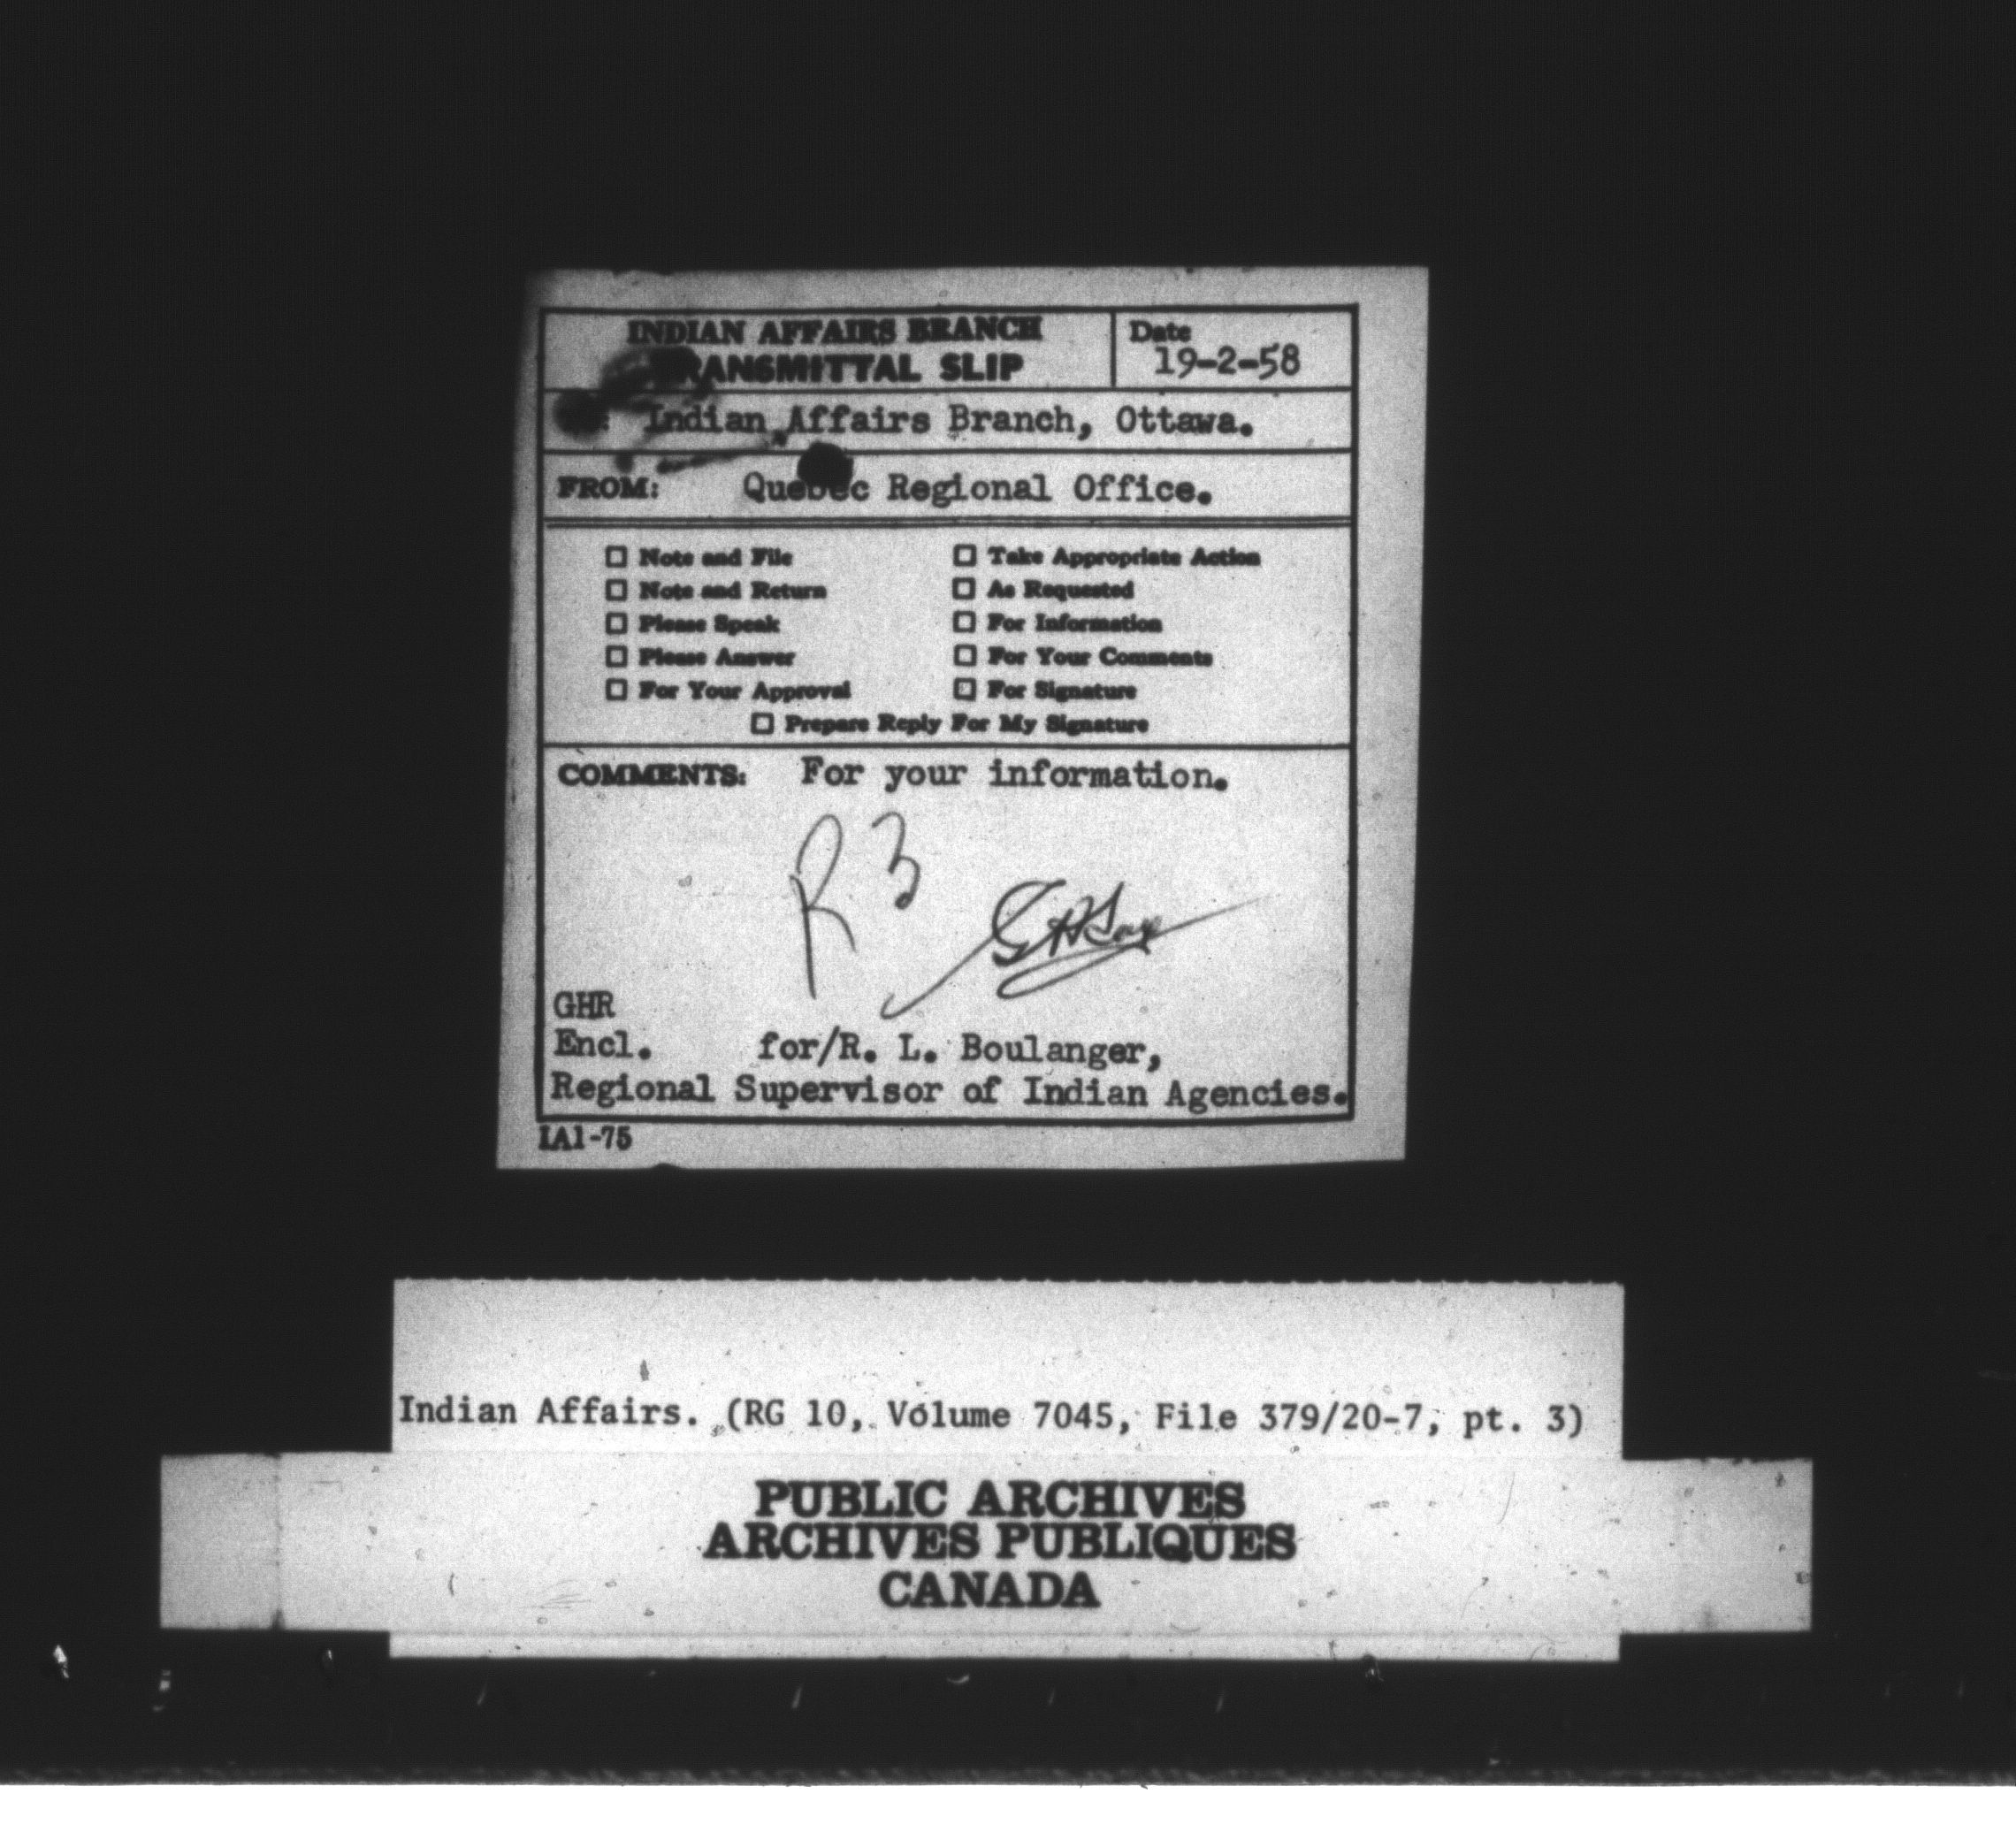 INDIAN AFFAIRS BRANCH
TRANSMITTAL SLIP
Date
19-2-58
Indian Affairs Branch, Ottawa.
FROM: Quebec Regional Office.
☐ Note and File ☐ Take Appropriate Action
☐ Note and Return ☐ As Requested
☐ Please Speak ☐ For Information
☐ Please Answer ☐ For Your Comments
☐ For Your Approval ☐ For Signature
☐ Prepare Reply For My Signature
COMMENTS: For your information.
R 3
GHR
Encl. for/R. L. Boulanger,
Regional Supervisor of Indian Agencies.
IA1-75
Indian Affairs. (RG 10, Volume 7045, File 379/20-7, pt. 3)
PUBLIC ARCHIVES
ARCHIVES PUBLIQUES
CANADA